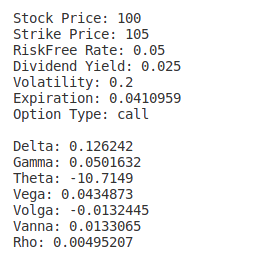 Stock Price: 100
Strike Price: 105
RiskFree Rate: 0.05
Dividend Yield: 0.025
Volatility: 0.2
Expiration: 0.0410959
Option Type: call

Delta: 0.126242
Gamma: 0.0501632
Theta: -10.7149
Vega: 0.0434873
Volga: -0.0132445
Vanna: 0.0133065
Rho: 0.00495207